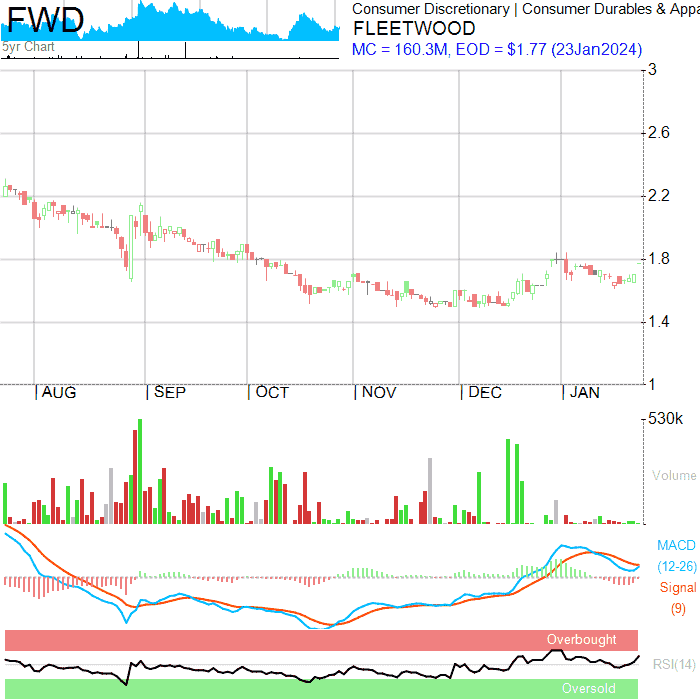 FWD
5yr Chart
Consumer Discretionary | Consumer Durables & Appa
FLEETWOOD
MC = 160.3M, EOD = $1.77 (23Jan2024)
3
2.6
2.2
1.8
1.4
1
| AUG | SEP | OCT | NOV | DEC | JAN
530k
Volume
MACD
(12-26)
Signal
(9)
Overbought
RSI(14)
Oversold